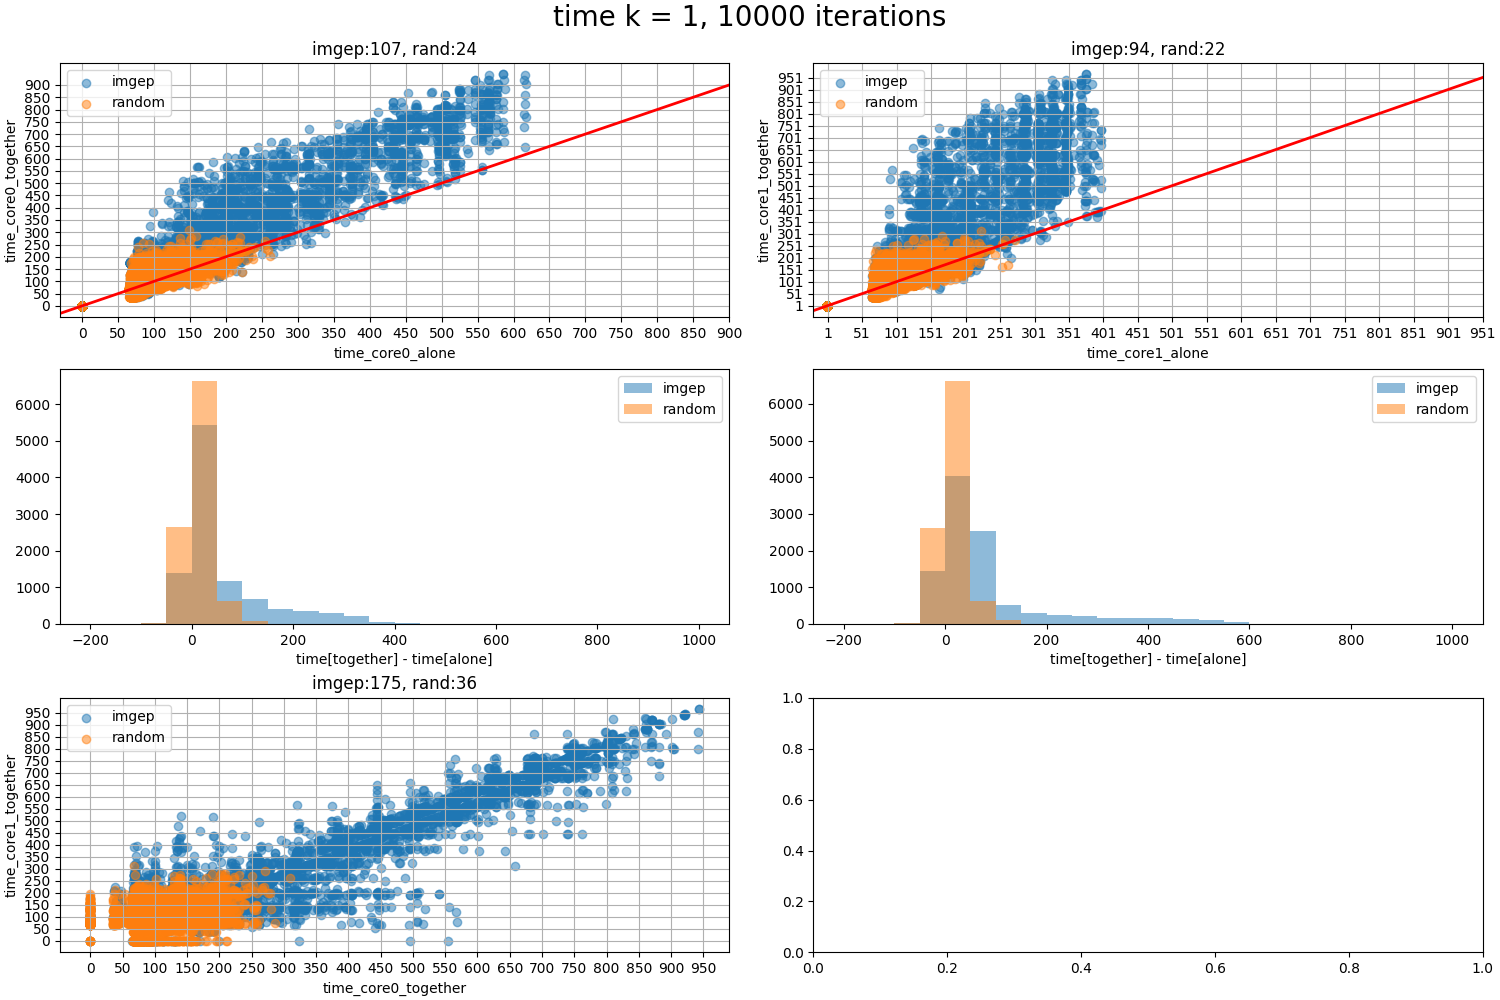 time k = 1, 10000 iterations
imgep:107, rand:24
imgep
random
time_core0_together
900
850
800
750
700
650
600
550
500
450
400
350
300
250
200
150
100
50
0
0 50 100 150 200 250 300 350 400 450 500 550 600 650 700 750 800 850 900
time_core0_alone
imgep:94, rand:22
imgep
random
time_core1_together
951
901
851
801
751
701
651
601
551
501
451
401
351
301
251
201
151
101
51
1
1 51 101 151 201 251 301 351 401 451 501 551 601 651 701 751 801 851 901 951
time_core1_alone
imgep
random
6000
5000
4000
3000
2000
1000
0
−200 0 200 400 600 800 1000
time[together] - time[alone]
imgep
random
6000
5000
4000
3000
2000
1000
0
−200 0 200 400 600 800 1000
time[together] - time[alone]
imgep:175, rand:36
imgep
random
time_core1_together
950
900
850
800
750
700
650
600
550
500
450
400
350
300
250
200
150
100
50
0
0 50 100 150 200 250 300 350 400 450 500 550 600 650 700 750 800 850 900 950
time_core0_together
1.0
0.8
0.6
0.4
0.2
0.0
0.0 0.2 0.4 0.6 0.8 1.0